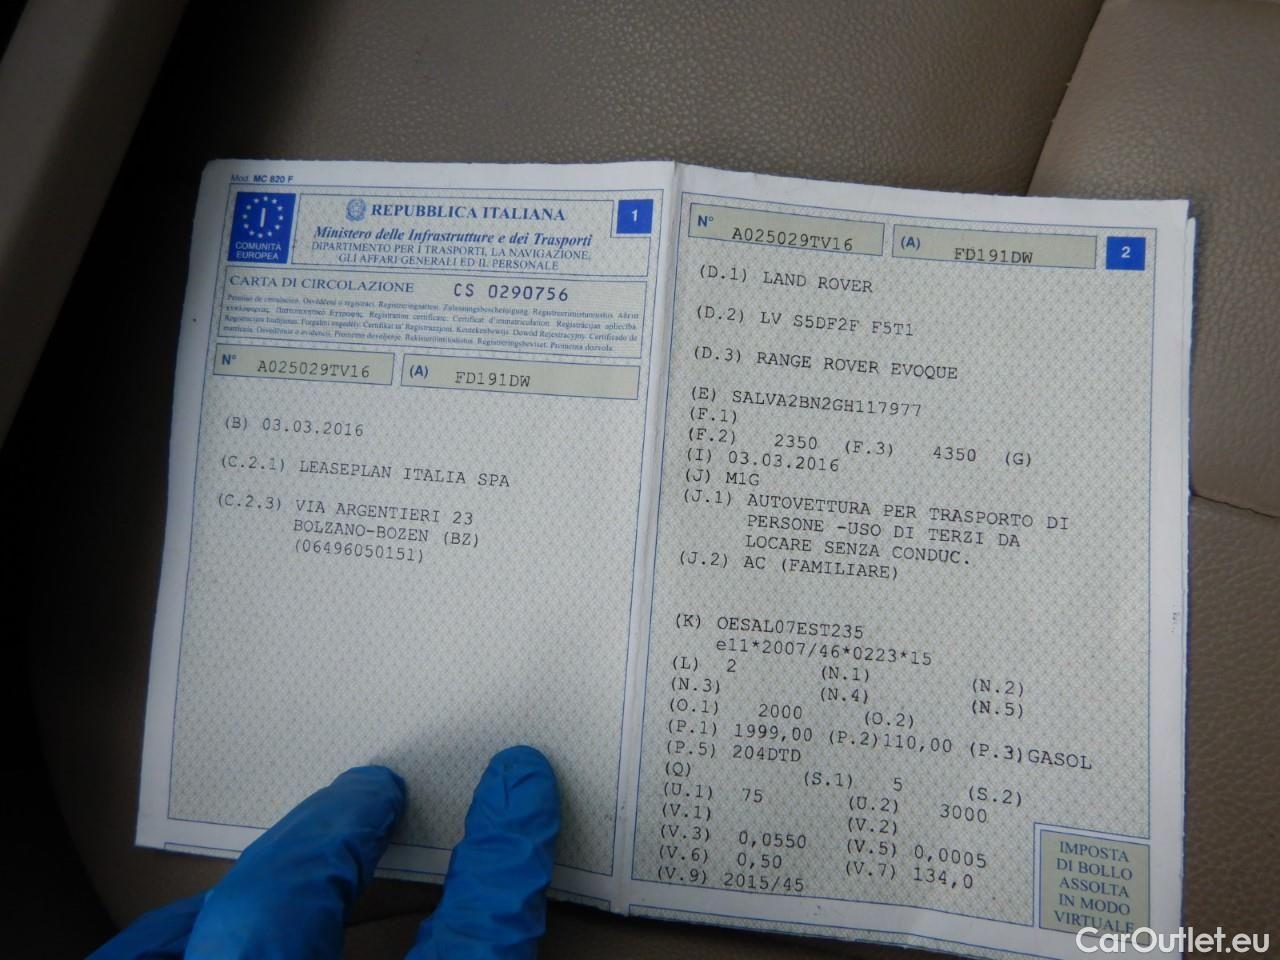 Mod. MC 820 F
COMUNITÀ
EUROPEA
I
REPUBBLICA ITALIANA
Ministero delle Infrastrutture e dei Trasporti
DIPARTIMENTO PER I TRASPORTI, LA NAVIGAZIONE,
GLI AFFARI GENERALI ED IL PERSONALE
1
CARTA DI CIRCOLAZIONE CS 0290756
N° A025029TV16 (A) FD191DW
(B) 03.03.2016
(C.2.1) LEASEPLAN ITALIA SPA
(C.2.3) VIA ARGENTIERI 23
BOLZANO-BOZEN (BZ)
(06496050151)
N° A025029TV16 (A) FD191DW 2
(D.1) LAND ROVER
(D.2) LV S5DF2F F5T1
(D.3) RANGE ROVER EVOQUE
(E) SALVA2BN2GH117977
(F.1)
(F.2) 2350 (F.3) 4350 (G)
(I) 03.03.2016
(J) M1G
(J.1) AUTOVETTURA PER TRASPORTO DI
PERSONE -USO DI TERZI DA
LOCARE SENZA CONDUC.
(J.2) AC (FAMILIARE)
(K) OESAL07EST235
e11*2007/46*0223*15
(L) 2 (N.1) (N.2)
(N.3) (N.4) (N.5)
(O.1) 2000 (O.2)
(P.1) 1999,00 (P.2)110,00 (P.3)GASOL
(P.5) 204DTD
(Q) (S.1) 5 (S.2)
(U.1) 75 (U.2) 3000
(V.1) (V.2)
(V.3) 0,0550 (V.5) 0,0005
(V.6) 0,50 (V.7) 134,0
(V.9) 2015/45
IMPOSTA
DI BOLLO
ASSOLTA
IN MODO
VIRTUALE
CarOutlet.eu